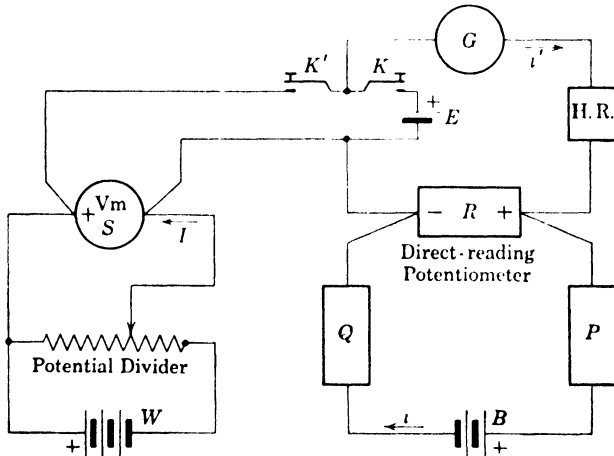 G
ι'
K' K
+ E
H.R.
+ Vm
S
I
− R +
Direct-reading
Potentiometer
Q
P
Potential Divider
W
+
ι
B
+